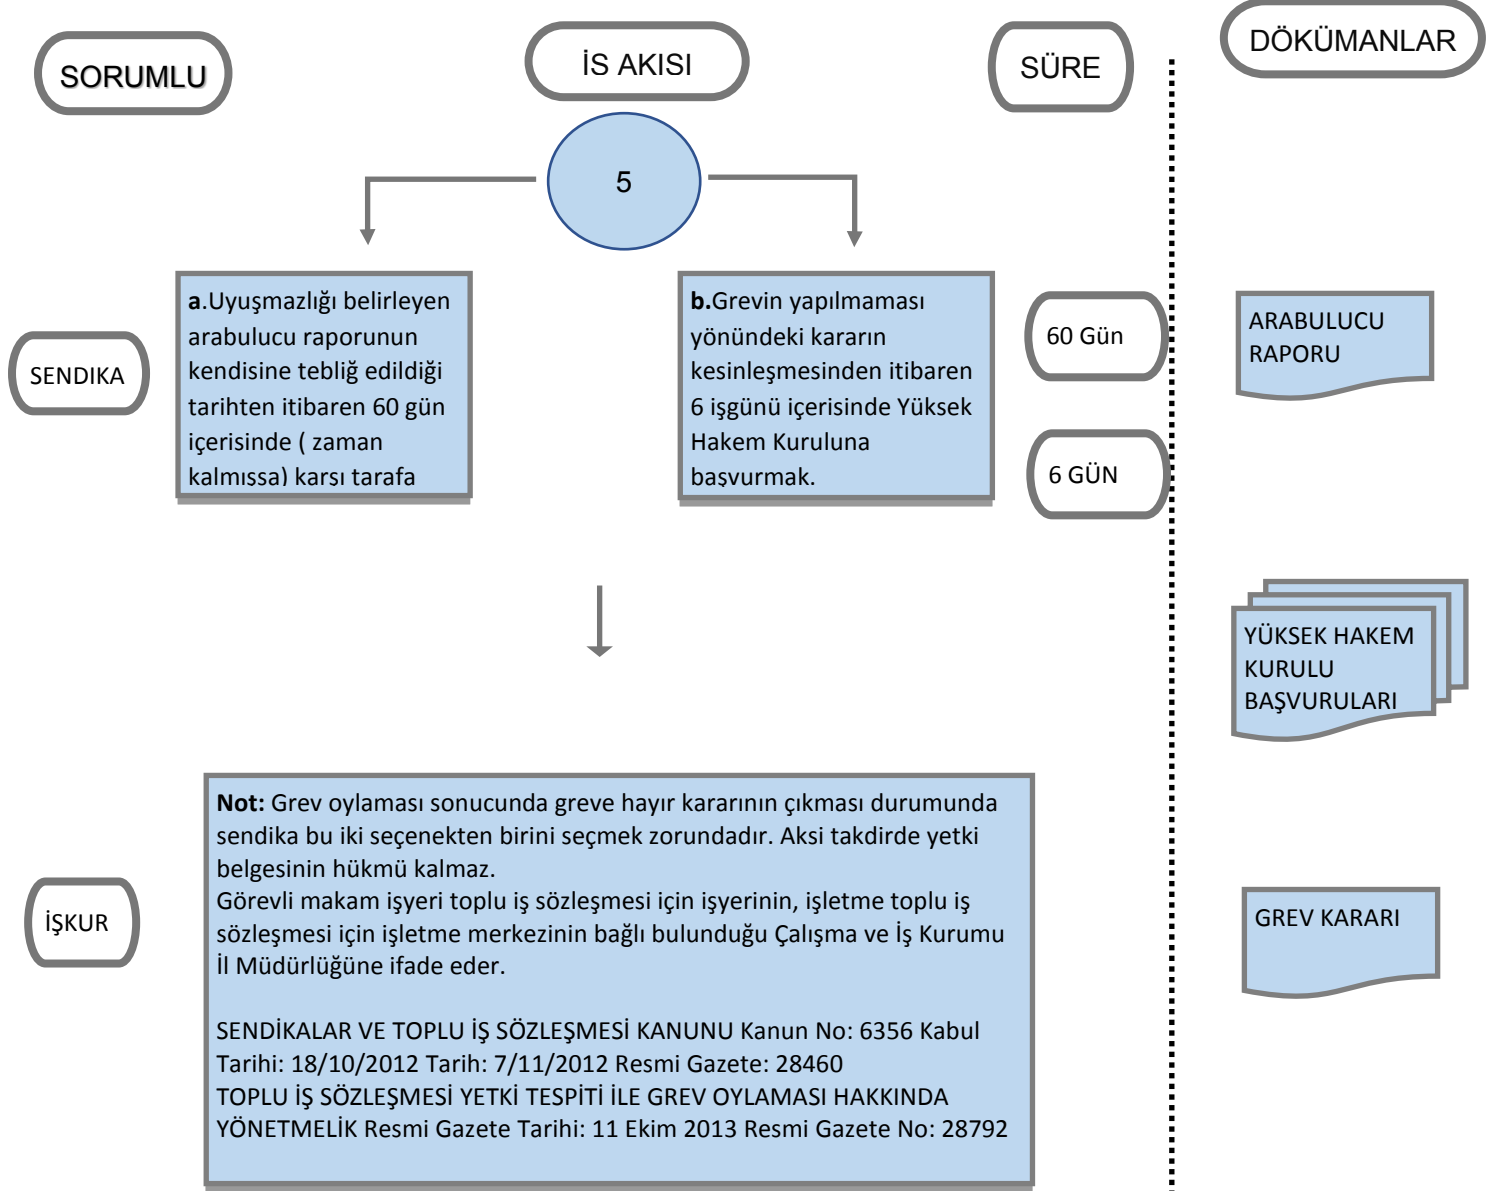 SORUMLU
İS AKISI
SÜRE
DÖKÜMANLAR
5
SENDIKA
a.Uyuşmazlığı belirleyen
arabulucu raporunun
kendisine tebliğ edildiği
tarihten itibaren 60 gün
içerisinde ( zaman
kalmıssa) karsı tarafa
b.Grevin yapılmaması
yönündeki kararın
kesinleşmesinden itibaren
6 işgünü içerisinde Yüksek
Hakem Kuruluna
başvurmak.
60 Gün
6 GÜN
ARABULUCU
RAPORU
YÜKSEK HAKEM
KURULU
BAŞVURULARI
İŞKUR
Not: Grev oylaması sonucunda greve hayır kararının çıkması durumunda
sendika bu iki seçenekten birini seçmek zorundadır. Aksi takdirde yetki
belgesinin hükmü kalmaz.
Görevli makam işyeri toplu iş sözleşmesi için işyerinin, işletme toplu iş
sözleşmesi için işletme merkezinin bağlı bulunduğu Çalışma ve İş Kurumu
İl Müdürlüğüne ifade eder.
SENDİKALAR VE TOPLU İŞ SÖZLEŞMESİ KANUNU Kanun No: 6356 Kabul
Tarihi: 18/10/2012 Tarih: 7/11/2012 Resmi Gazete: 28460
TOPLU İŞ SÖZLEŞMESİ YETKİ TESPİTİ İLE GREV OYLAMASI HAKKINDA
YÖNETMELİK Resmi Gazete Tarihi: 11 Ekim 2013 Resmi Gazete No: 28792
GREV KARARI